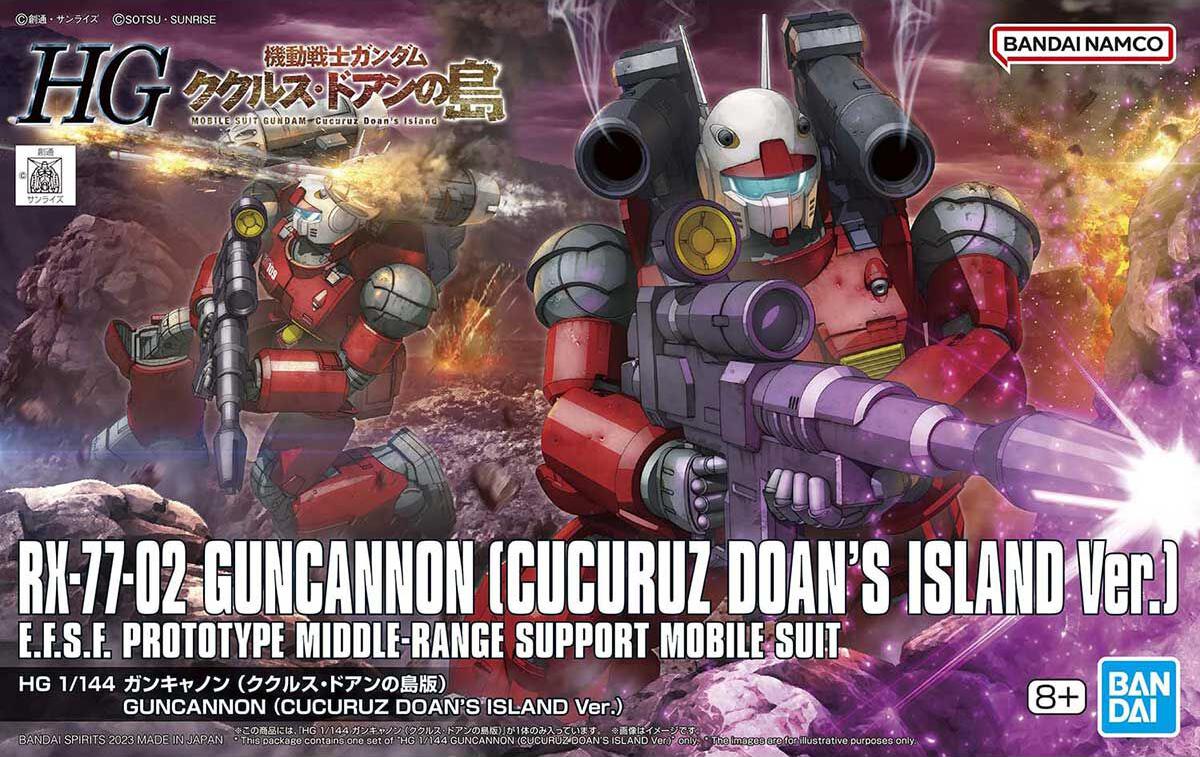 ©創通・サンライズ ©SOTSU・SUNRISE
BANDAI NAMCO
HG
機動戦士ガンダム
ククルス・ドアンの島
MOBILE SUIT GUNDAM Cucuruz Doan's Island
創通
©
サンライズ
109
RX-77-02 GUNCANNON (CUCURUZ DOAN'S ISLAND Ver.)
E.F.S.F. PROTOTYPE MIDDLE-RANGE SUPPORT MOBILE SUIT
HG 1/144 ガンキャノン（ククルス・ドアンの島版）
GUNCANNON (CUCURUZ DOAN'S ISLAND Ver.)
8+
BAN
DAI
※この商品には、「HG 1/144 ガンキャノン（ククルス・ドアンの島版）」が1体のみ入っています。 ※画像はイメージです。
BANDAI SPIRITS 2023 MADE IN JAPAN *This package contains one set of "HG 1/144 GUNCANNON (CUCURUZ DOAN'S ISLAND Ver.)" only. *The images are for illustrative purposes only.